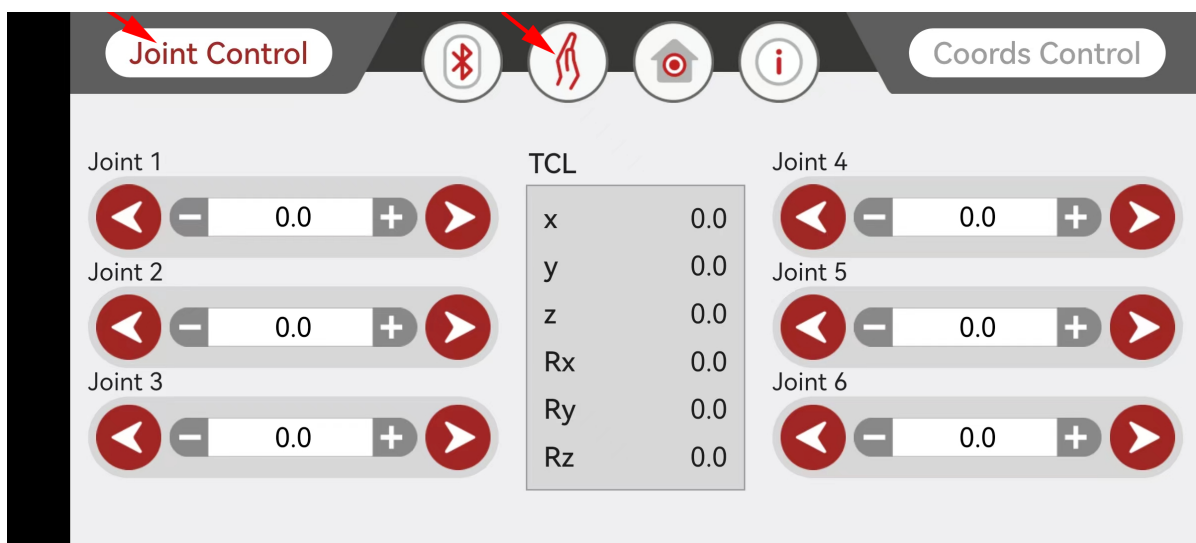 Joint Control
i
Coords Control
Joint 1
0.0
Joint 2
0.0
Joint 3
0.0
TCL
x 0.0
y 0.0
z 0.0
Rx 0.0
Ry 0.0
Rz 0.0
Joint 4
0.0
Joint 5
0.0
Joint 6
0.0